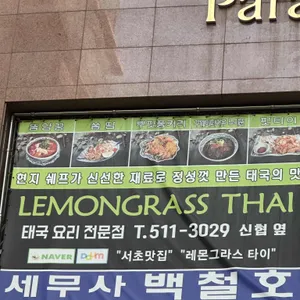 Para
현지 쉐프가 신선한 재료로 정성껏 만든 태국의 맛
LEMONGRASS THAI
태국 요리 전문점 T.511-3029 신협 옆
NAVER Daum "서초맛집" "레몬그라스 타이"
세무사 백철호